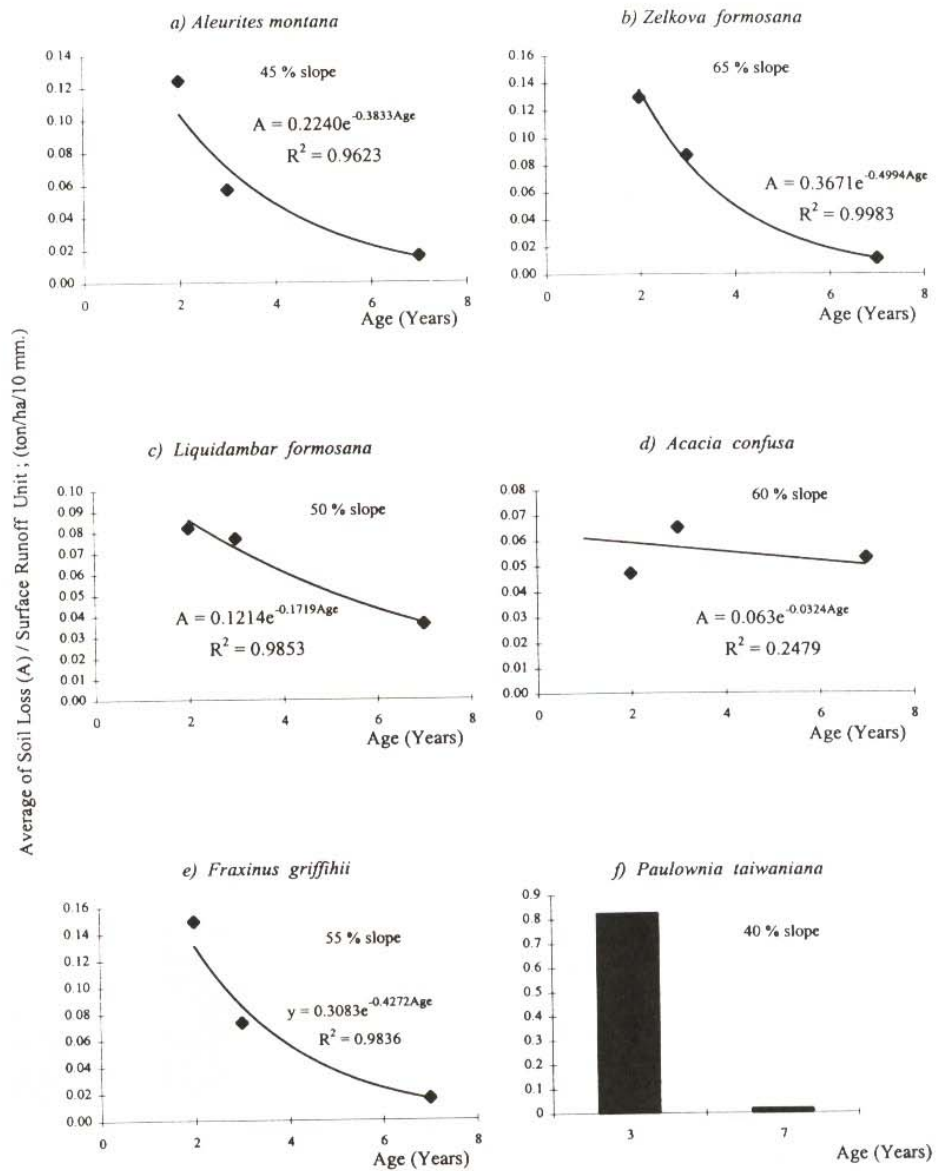 a) Aleurites montana
0.14
0.12
0.10
0.08
0.06
0.04
0.02
0.00
45 % slope
A = 0.2240e^-0.3833Age
R² = 0.9623
0 2 4 6 8
Age (Years)
b) Zelkova formosana
0.14
0.12
0.10
0.08
0.06
0.04
0.02
0.00
65 % slope
A = 0.3671e^-0.4994Age
R² = 0.9983
0 2 4 6 8
Age (Years)
Average of Soil Loss (A) / Surface Runoff Unit ; (ton/ha/10 mm.)
c) Liquidambar formosana
0.10
0.09
0.08
0.07
0.06
0.05
0.04
0.03
0.02
0.01
0.00
50 % slope
A = 0.1214e^-0.1719Age
R² = 0.9853
0 2 4 6 8
Age (Years)
d) Acacia confusa
0.08
0.07
0.06
0.05
0.04
0.03
0.02
0.01
0.00
60 % slope
A = 0.063e^-0.0324Age
R² = 0.2479
0 2 4 6 8
Age (Years)
e) Fraxinus griffihii
0.16
0.14
0.12
0.10
0.08
0.06
0.04
0.02
0.00
55 % slope
y = 0.3083e^-0.4272Age
R² = 0.9836
0 2 4 6 8
Age (Years)
f) Paulownia taiwaniana
0.9
0.8
0.7
0.6
0.5
0.4
0.3
0.2
0.1
0
40 % slope
3 7
Age (Years)